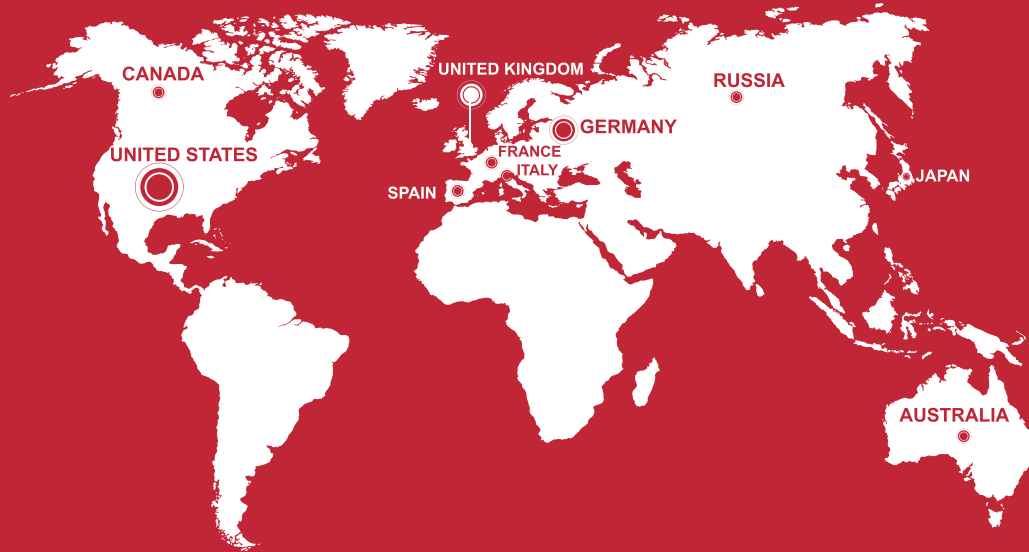 UNITED KINGDOM
CANADA
RUSSIA
GERMANY
FRANCE
UNITED STATES
ITALY
JAPAN
SPAIN
AUSTRALIA